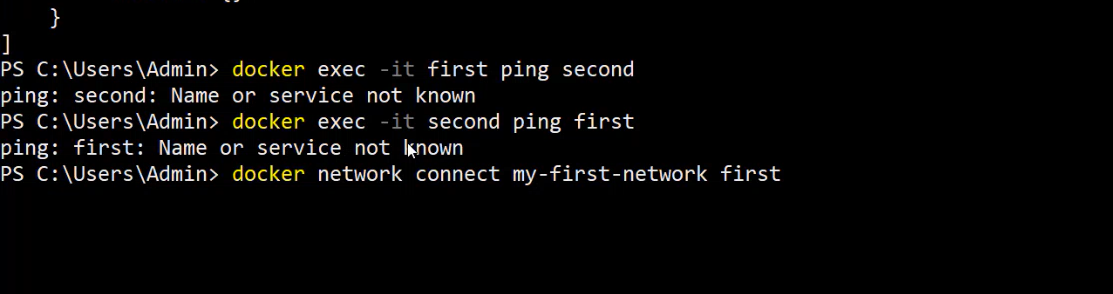 }
]
PS C:\Users\Admin> docker exec -it first ping second
ping: second: Name or service not known
PS C:\Users\Admin> docker exec -it second ping first
ping: first: Name or service not known
PS C:\Users\Admin> docker network connect my-first-network first